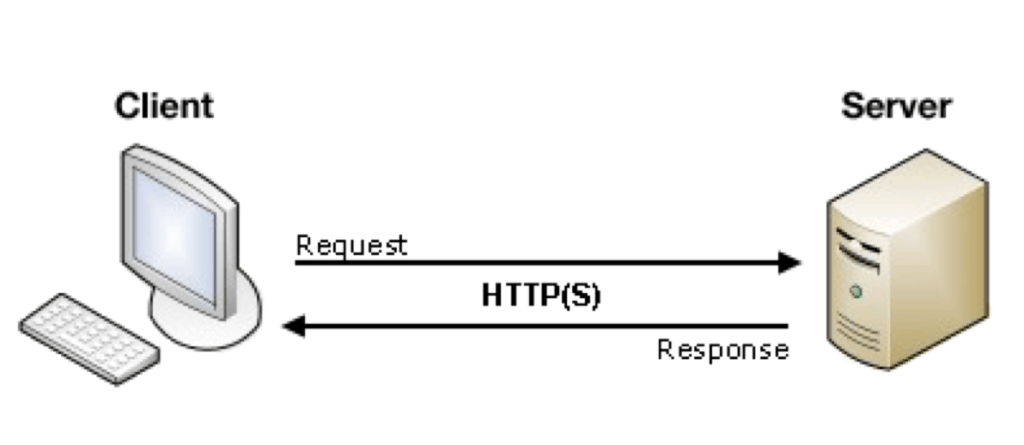 Client
Server
Request
HTTP(S)
Response